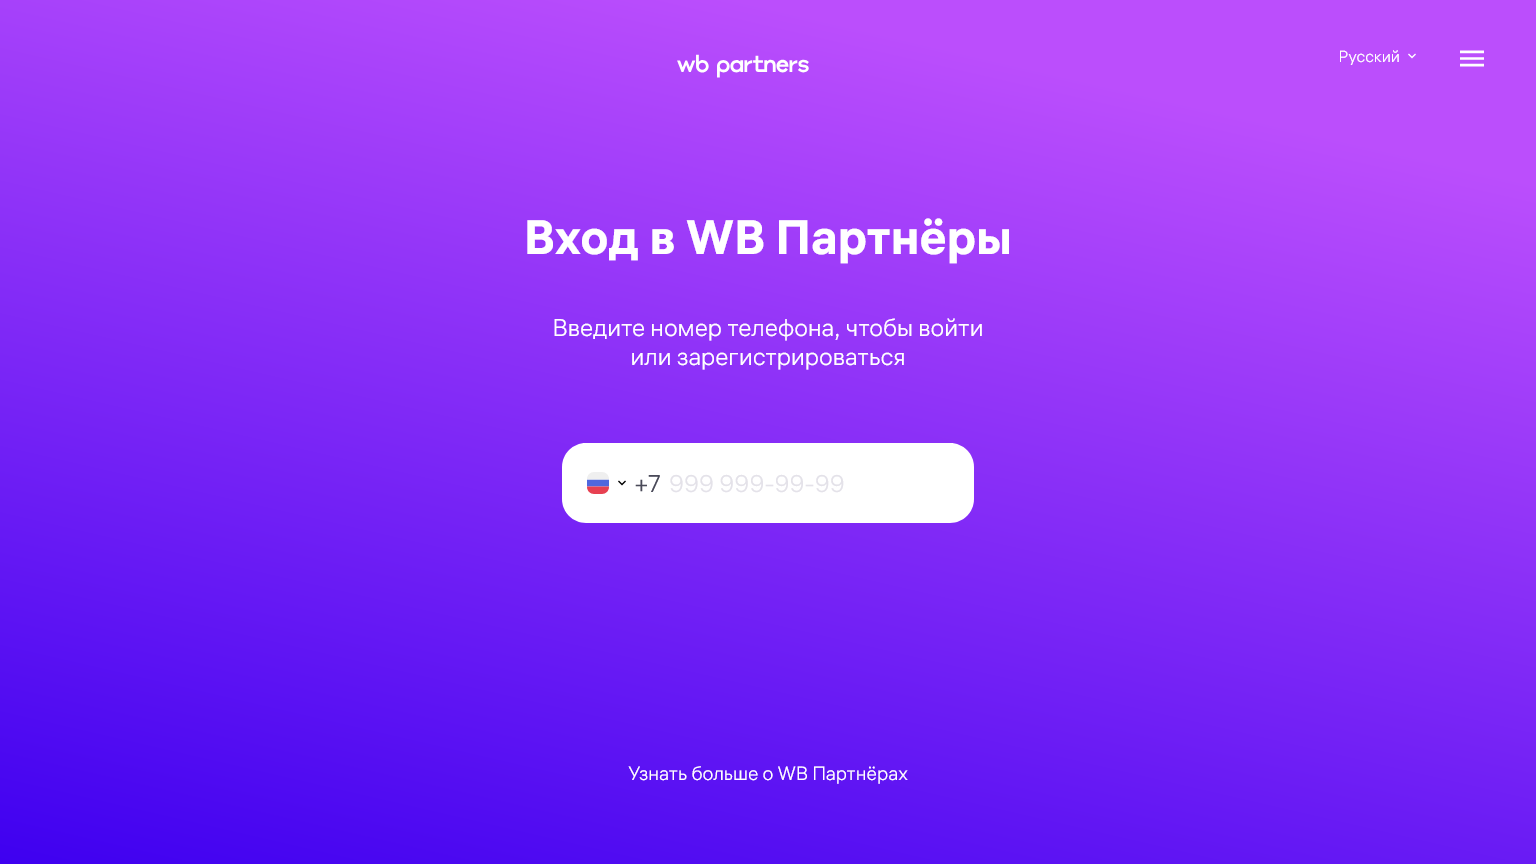 wb partners
Русский
Вход в WB Партнёры
Введите номер телефона, чтобы войти
или зарегистрироваться
+7 999 999-99-99
Узнать больше о WB Партнёрах